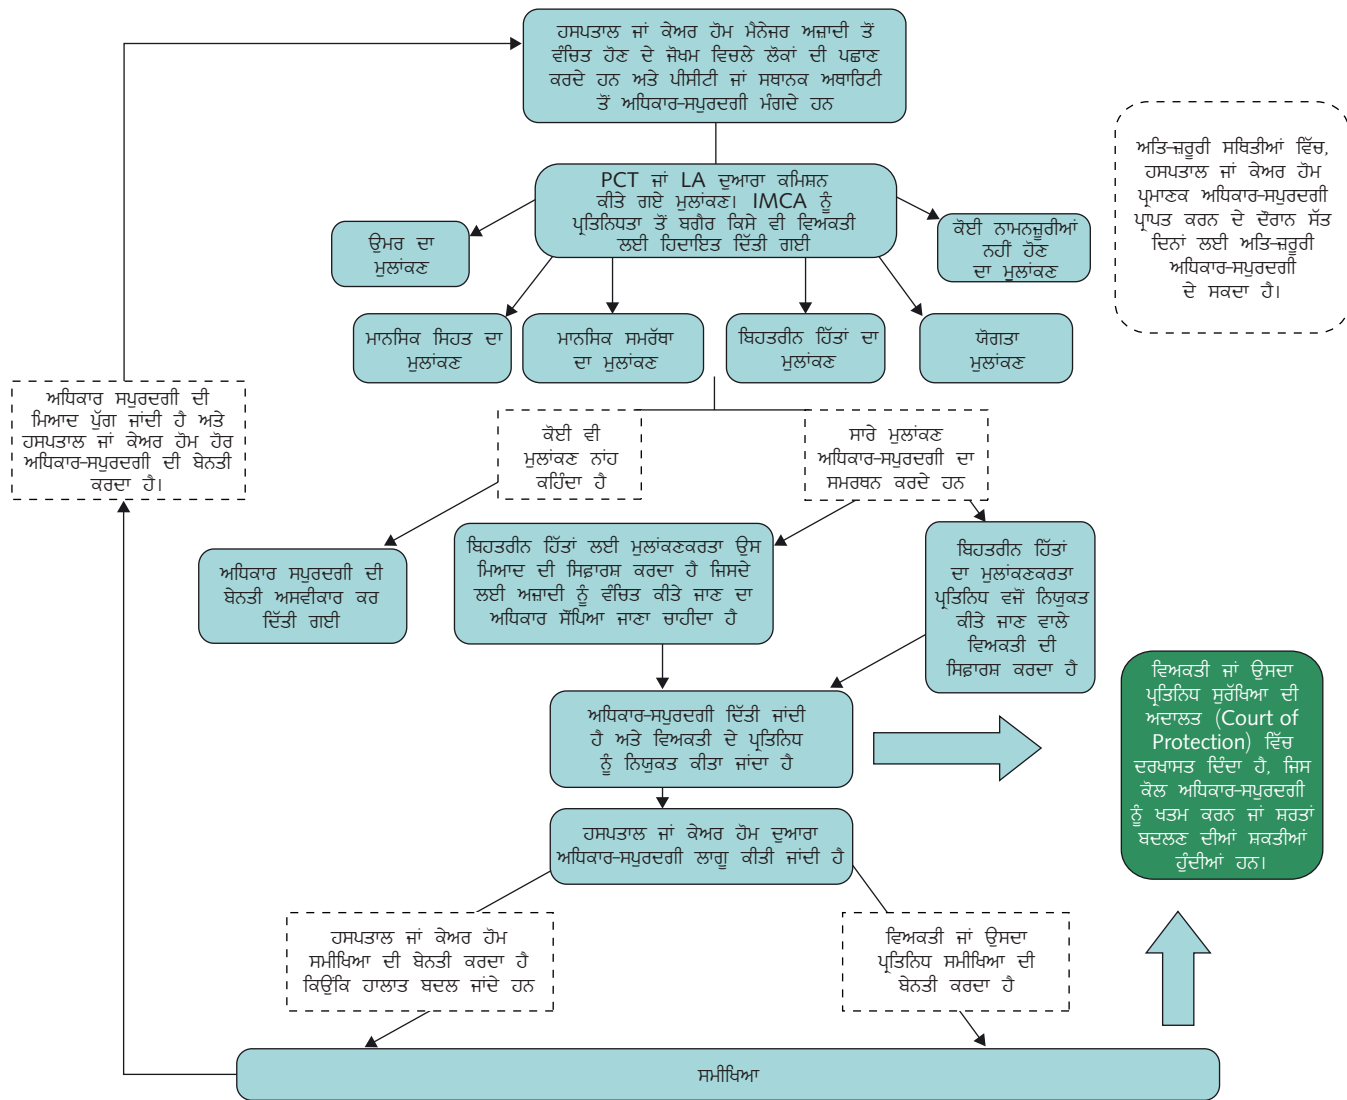 ਹਸਪਤਾਲ ਜਾਂ ਕੇਅਰ ਹੋਮ ਮੈਨੇਜਰ ਅਜ਼ਾਦੀ ਤੋਂ
ਵੰਚਿਤ ਹੋਣ ਦੇ ਜੋਖਮ ਵਿਚਲੇ ਲੋਕਾਂ ਦੀ ਪਛਾਣ
ਕਰਦੇ ਹਨ ਅਤੇ ਪੀਸੀਟੀ ਜਾਂ ਸਥਾਨਕ ਅਥਾਰਿਟੀ
ਤੋਂ ਅਧਿਕਾਰ-ਸਪੁਰਦਗੀ ਮੰਗਦੇ ਹਨ
ਅਤਿ-ਜ਼ਰੂਰੀ ਸਥਿਤੀਆਂ ਵਿੱਚ,
ਹਸਪਤਾਲ ਜਾਂ ਕੇਅਰ ਹੋਮ
ਪ੍ਰਮਾਣਕ ਅਧਿਕਾਰ-ਸਪੁਰਦਗੀ
ਪ੍ਰਾਪਤ ਕਰਨ ਦੇ ਦੌਰਾਨ ਸੱਤ
ਦਿਨਾਂ ਲਈ ਅਤਿ-ਜ਼ਰੂਰੀ
ਅਧਿਕਾਰ-ਸਪੁਰਦਗੀ
ਦੇ ਸਕਦਾ ਹੈ।
PCT ਜਾਂ LA ਦੁਆਰਾ ਕਮਿਸ਼ਨ
ਕੀਤੇ ਗਏ ਮੁਲਾਂਕਣ। IMCA ਨੂੰ
ਪ੍ਰਤਿਨਿਧਤਾ ਤੋਂ ਬਗੈਰ ਕਿਸੇ ਵੀ ਵਿਅਕਤੀ
ਲਈ ਹਿਦਾਇਤ ਦਿੱਤੀ ਗਈ
ਉਮਰ ਦਾ
ਮੁਲਾਂਕਣ
ਕੋਈ ਨਾਮਨਜ਼ੂਰੀਆਂ
ਨਹੀਂ ਹੋਣ
ਦਾ ਮੁਲਾਂਕਣ
ਮਾਨਸਿਕ ਸਿਹਤ ਦਾ
ਮੁਲਾਂਕਣ
ਮਾਨਸਿਕ ਸਮਰੱਥਾ
ਦਾ ਮੁਲਾਂਕਣ
ਬਿਹਤਰੀਨ ਹਿੱਤਾਂ ਦਾ
ਮੁਲਾਂਕਣ
ਯੋਗਤਾ
ਮੁਲਾਂਕਣ
ਅਧਿਕਾਰ ਸਪੁਰਦਗੀ ਦੀ
ਮਿਆਦ ਪੁੱਗ ਜਾਂਦੀ ਹੈ ਅਤੇ
ਹਸਪਤਾਲ ਜਾਂ ਕੇਅਰ ਹੋਮ ਹੋਰ
ਅਧਿਕਾਰ-ਸਪੁਰਦਗੀ ਦੀ ਬੇਨਤੀ
ਕਰਦਾ ਹੈ।
ਕੋਈ ਵੀ
ਮੁਲਾਂਕਣ ਨਾਂਹ
ਕਹਿੰਦਾ ਹੈ
ਸਾਰੇ ਮੁਲਾਂਕਣ
ਅਧਿਕਾਰ-ਸਪੁਰਦਗੀ ਦਾ
ਸਮਰਥਨ ਕਰਦੇ ਹਨ
ਅਧਿਕਾਰ ਸਪੁਰਦਗੀ ਦੀ
ਬੇਨਤੀ ਅਸਵੀਕਾਰ ਕਰ
ਦਿੱਤੀ ਗਈ
ਬਿਹਤਰੀਨ ਹਿੱਤਾਂ ਲਈ ਮੁਲਾਂਕਣਕਰਤਾ ਉਸ
ਮਿਆਦ ਦੀ ਸਿਫ਼ਾਰਸ਼ ਕਰਦਾ ਹੈ ਜਿਸਦੇ
ਲਈ ਅਜ਼ਾਦੀ ਨੂੰ ਵੰਚਿਤ ਕੀਤੇ ਜਾਣ ਦਾ
ਅਧਿਕਾਰ ਸੌਂਪਿਆ ਜਾਣਾ ਚਾਹੀਦਾ ਹੈ
ਬਿਹਤਰੀਨ ਹਿੱਤਾਂ
ਦਾ ਮੁਲਾਂਕਣਕਰਤਾ
ਪ੍ਰਤਿਨਿਧ ਵਜੋਂ ਨਿਯੁਕਤ
ਕੀਤੇ ਜਾਣ ਵਾਲੇ
ਵਿਅਕਤੀ ਦੀ
ਸਿਫ਼ਾਰਸ਼ ਕਰਦਾ ਹੈ
ਵਿਅਕਤੀ ਜਾਂ ਉਸਦਾ
ਪ੍ਰਤਿਨਿਧ ਸੁਰੱਖਿਆ ਦੀ
ਅਦਾਲਤ (Court of
Protection) ਵਿੱਚ
ਦਰਖਾਸਤ ਦਿੰਦਾ ਹੈ, ਜਿਸ
ਕੋਲ ਅਧਿਕਾਰ-ਸਪੁਰਦਗੀ
ਨੂੰ ਖਤਮ ਕਰਨ ਜਾਂ ਸ਼ਰਤਾਂ
ਬਦਲਣ ਦੀਆਂ ਸ਼ਕਤੀਆਂ
ਹੁੰਦੀਆਂ ਹਨ।
ਅਧਿਕਾਰ-ਸਪੁਰਦਗੀ ਦਿੱਤੀ ਜਾਂਦੀ
ਹੈ ਅਤੇ ਵਿਅਕਤੀ ਦੇ ਪ੍ਰਤਿਨਿਧ
ਨੂੰ ਨਿਯੁਕਤ ਕੀਤਾ ਜਾਂਦਾ ਹੈ
ਹਸਪਤਾਲ ਜਾਂ ਕੇਅਰ ਹੋਮ ਦੁਆਰਾ
ਅਧਿਕਾਰ-ਸਪੁਰਦਗੀ ਲਾਗੂ ਕੀਤੀ ਜਾਂਦੀ ਹੈ
ਹਸਪਤਾਲ ਜਾਂ ਕੇਅਰ ਹੋਮ
ਸਮੀਖਿਆ ਦੀ ਬੇਨਤੀ ਕਰਦਾ ਹੈ
ਕਿਉਂਕਿ ਹਾਲਾਤ ਬਦਲ ਜਾਂਦੇ ਹਨ
ਵਿਅਕਤੀ ਜਾਂ ਉਸਦਾ
ਪ੍ਰਤਿਨਿਧ ਸਮੀਖਿਆ ਦੀ
ਬੇਨਤੀ ਕਰਦਾ ਹੈ
ਸਮੀਖਿਆ